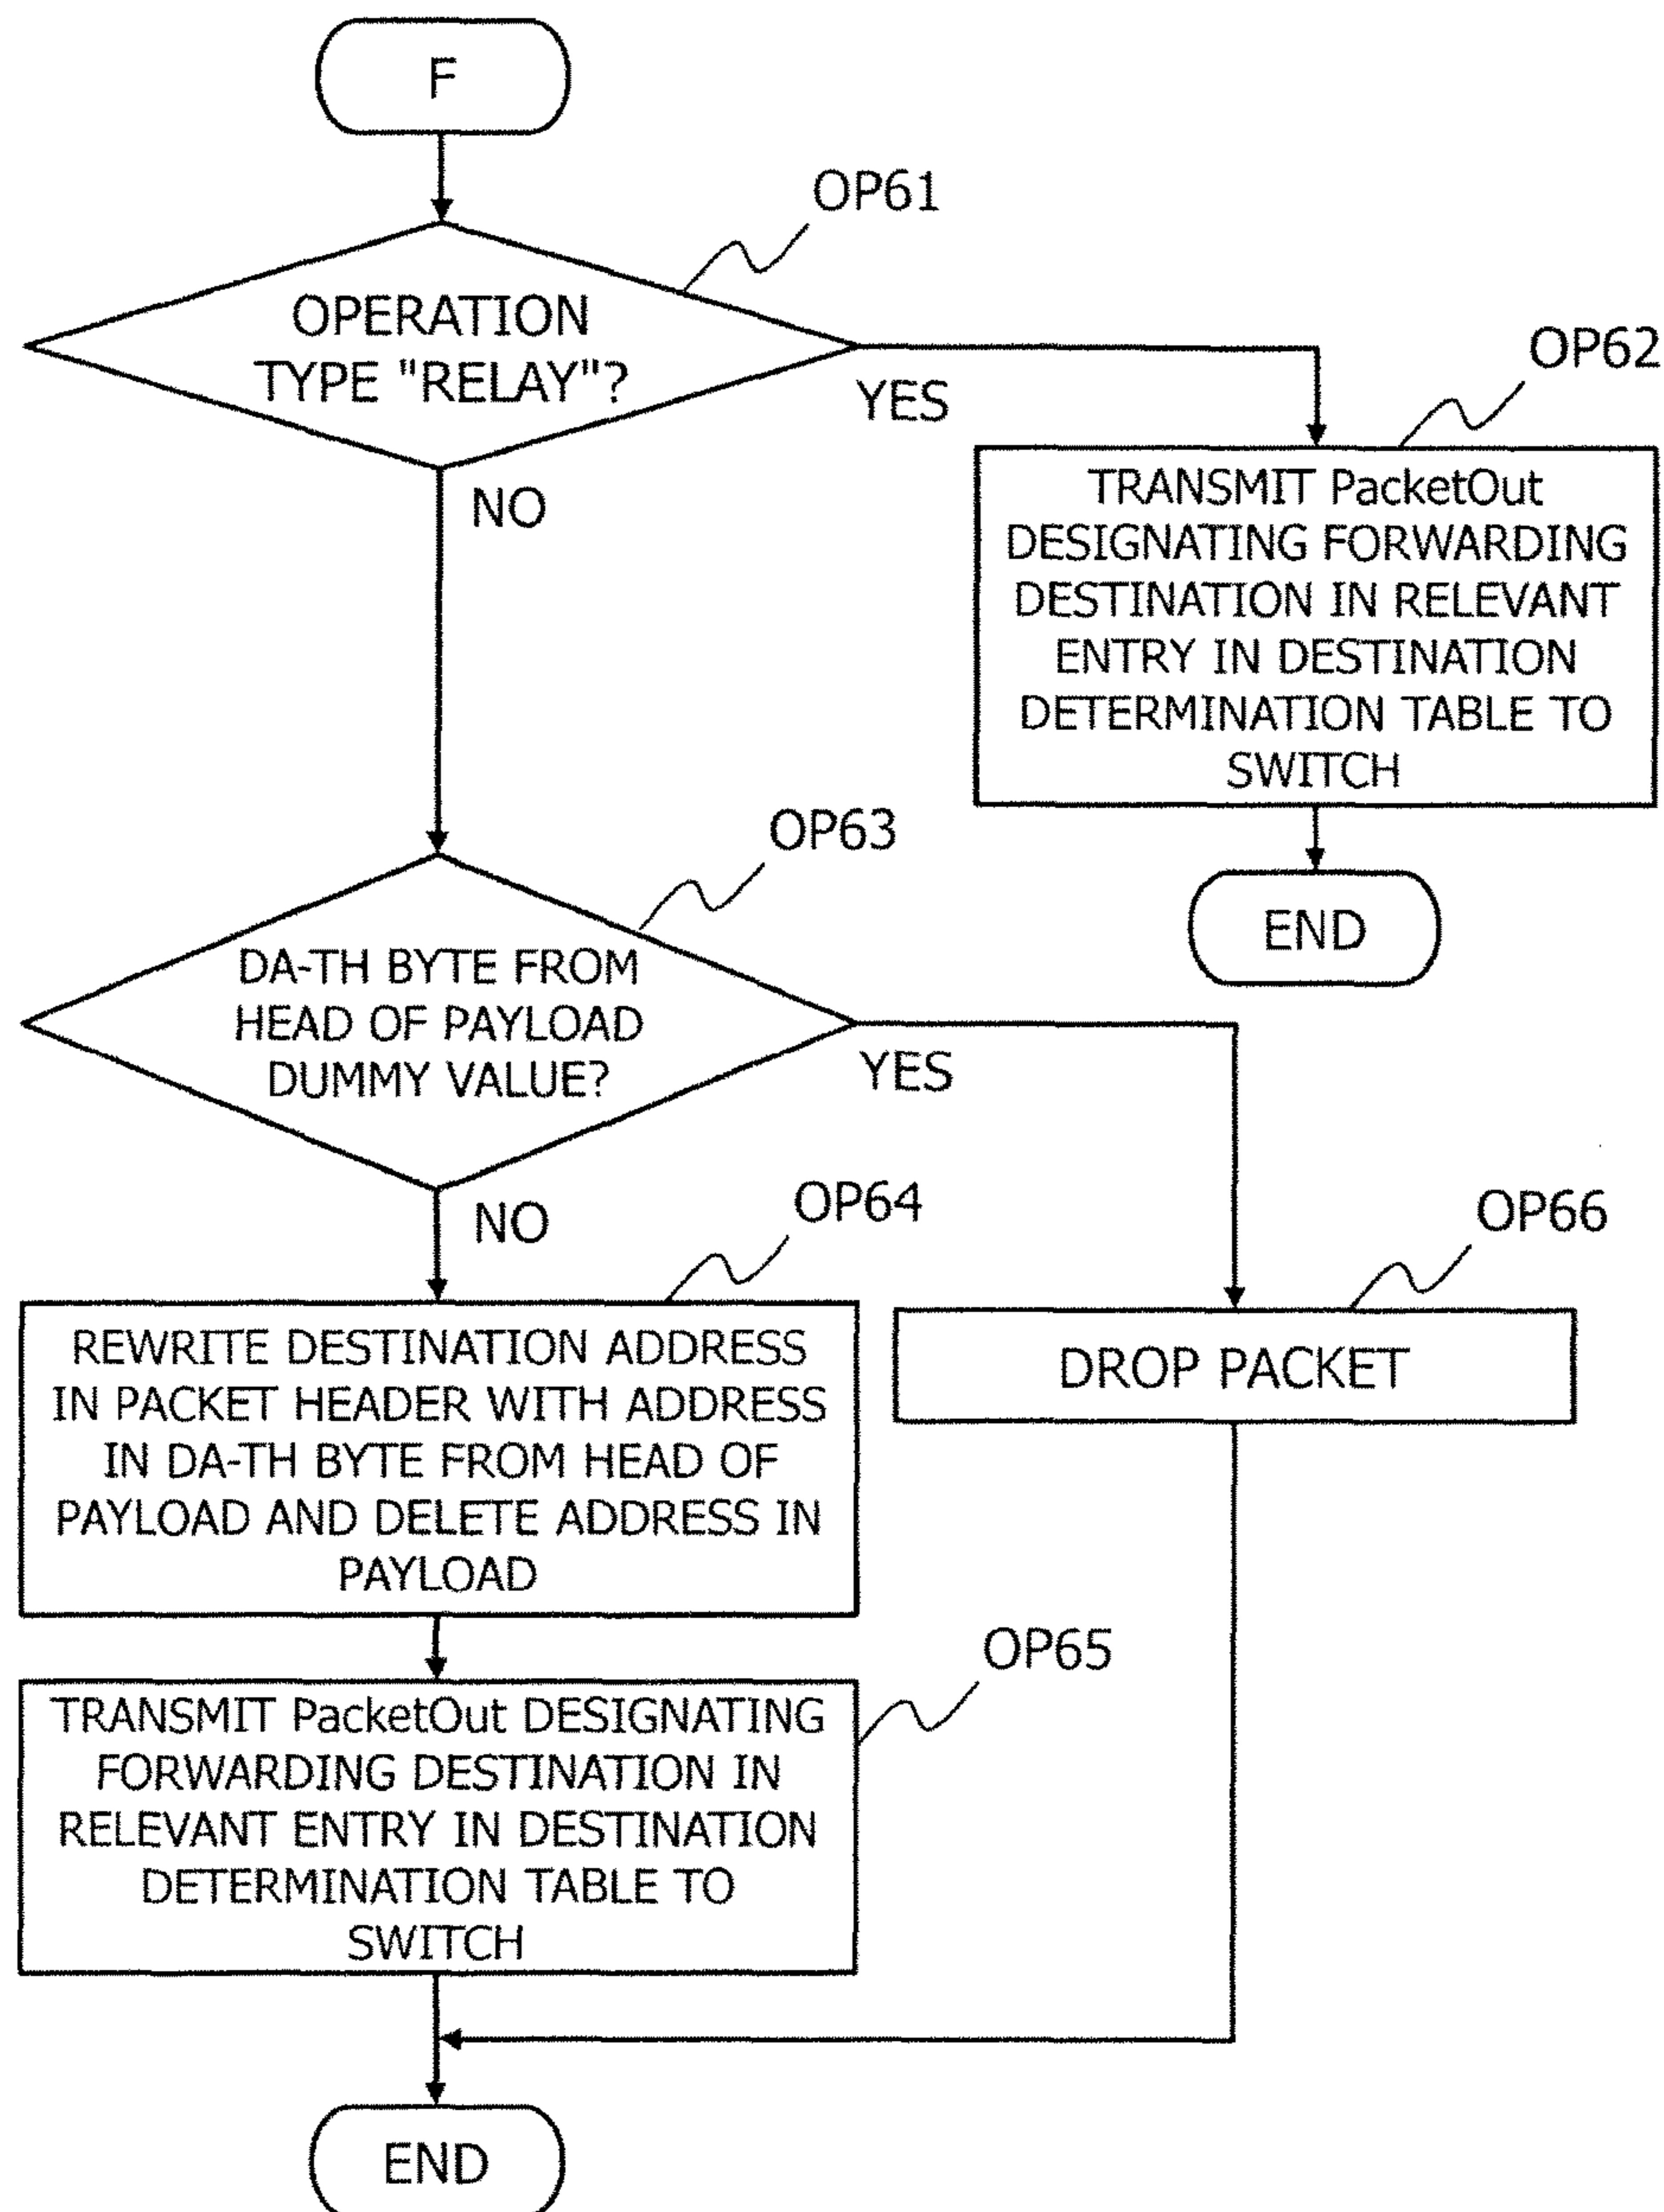 F
OP61
OPERATION
TYPE "RELAY"?
YES
NO
OP62
TRANSMIT PacketOut
DESIGNATING FORWARDING
DESTINATION IN RELEVANT
ENTRY IN DESTINATION
DETERMINATION TABLE TO
SWITCH
END
OP63
DA-TH BYTE FROM
HEAD OF PAYLOAD
DUMMY VALUE?
YES
NO
OP64
REWRITE DESTINATION ADDRESS
IN PACKET HEADER WITH ADDRESS
IN DA-TH BYTE FROM HEAD OF
PAYLOAD AND DELETE ADDRESS IN
PAYLOAD
OP66
DROP PACKET
OP65
TRANSMIT PacketOut DESIGNATING
FORWARDING DESTINATION IN
RELEVANT ENTRY IN DESTINATION
DETERMINATION TABLE TO
SWITCH
END